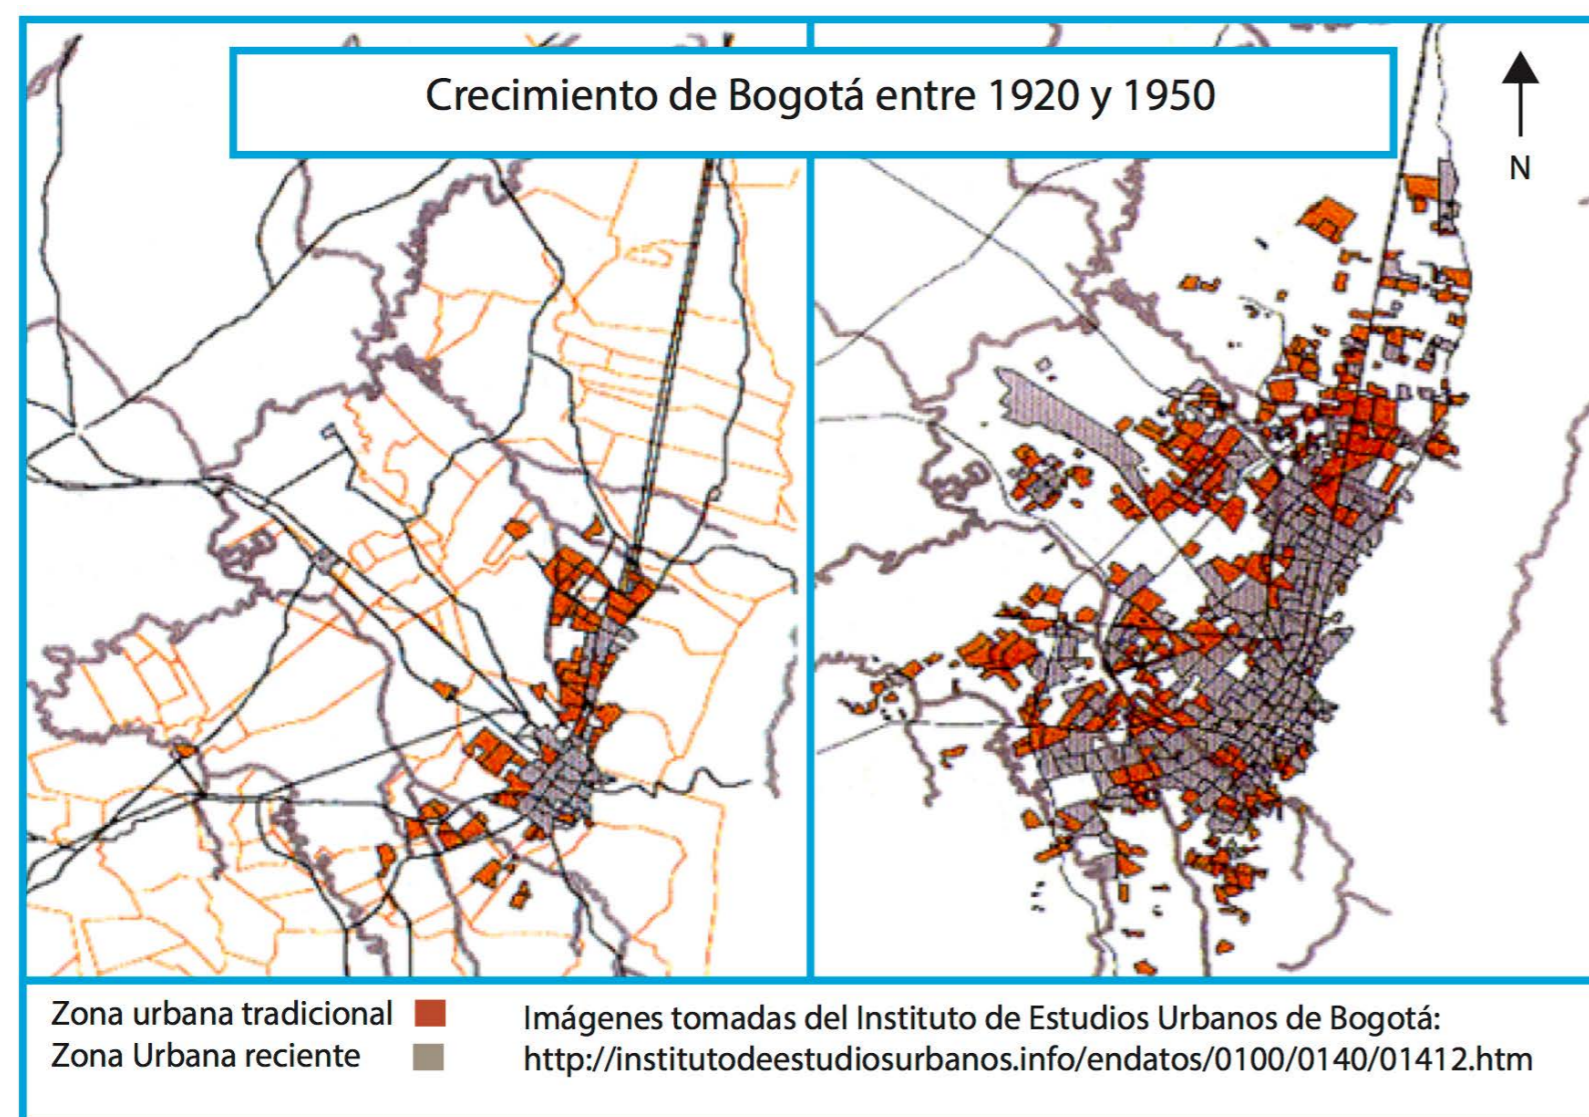 Crecimiento de Bogotá entre 1920 y 1950
N
Zona urbana tradicional
Zona Urbana reciente
Imágenes tomadas del Instituto de Estudios Urbanos de Bogotá:
http://institutodeestudiosurbanos.info/endatos/0100/0140/01412.htm